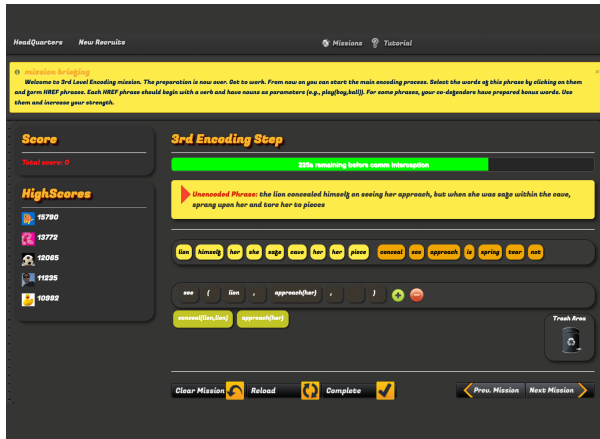 HeadQuarters New Recruits Missions Tutorial
mission briefing
Welcome to 3rd Level Encoding mission. The preparation is now over. Get to work. From now on you can start the main encoding process. Select the words of this phrase by clicking on them
and form HREF phrases. Each HREF phrase should begin with a verb and have nouns as parameters (e.g., play(boy,ball)). For some phrases, your co-defenders have prepared bonus words. Use
them and increase your strength.
Score
Total score: 0
HighScores
15790
13772
12065
11235
10992
3rd Encoding Step
225s remaining before comm interception
Unencoded Phrase: the lion concealed himself on seeing her approach, but when she was safe within the cave,
sprang upon her and tore her to pieces
lion himself her she safe cave her her piece conceal see approach is spring tear not
see ( lion , approach(her) , )
conceal(lion,lion) approach(her)
Trash Area
Clear Mission Reload Complete Prev. Mission Next Mission